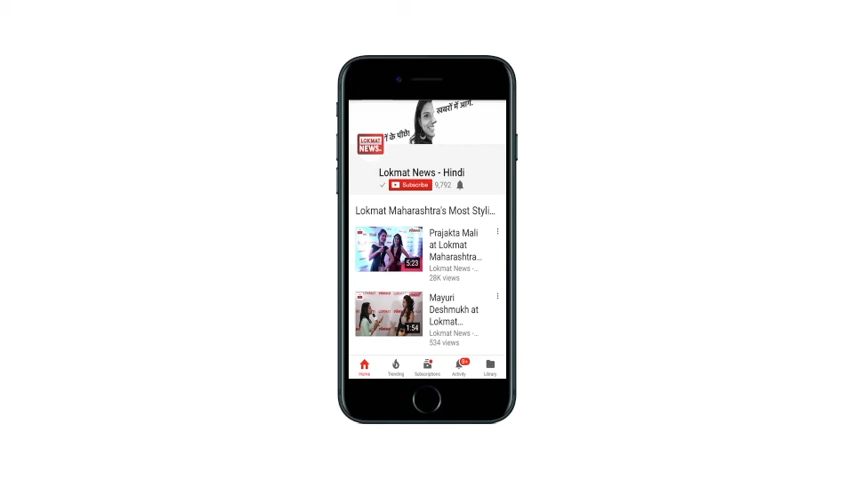 खबरों में आगे,
के पीछे!
LOKMAT
NEWS
Lokmat News - Hindi
Subscribe 9,792
Lokmat Maharashtra's Most Styli...
Prajakta Mali
at Lokmat
Maharashtra...
Lokmat News -...
28K views
5:23
Mayuri
Deshmukh at
Lokmat...
Lokmat News -...
534 views
1:54
Home Trending Subscriptions Activity Library
9+